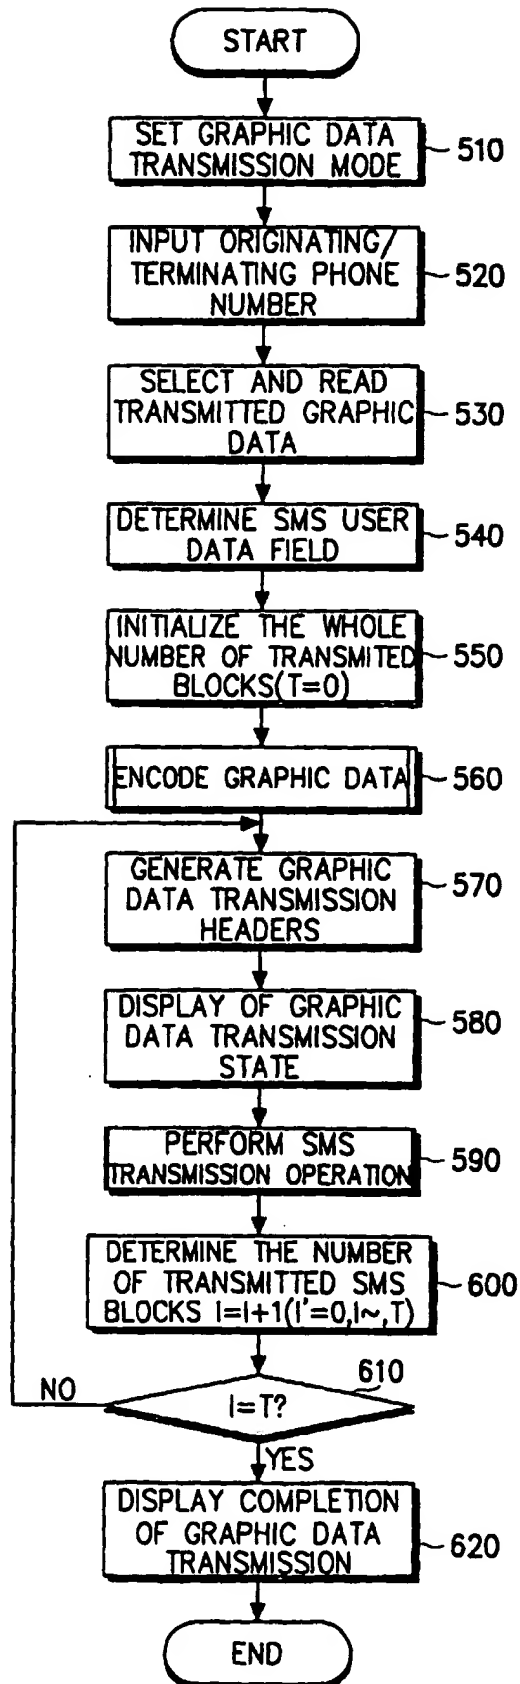 START
SET GRAPHIC DATA
TRANSMISSION MODE
510
INPUT ORIGINATING/
TERMINATING PHONE
NUMBER
520
SELECT AND READ
TRANSMITTED GRAPHIC
DATA
530
DETERMINE SMS USER
DATA FIELD
540
INITIALIZE THE WHOLE
NUMBER OF TRANSMITED
BLOCKS(T=0)
550
ENCODE GRAPHIC DATA
560
GENERATE GRAPHIC
DATA TRANSMISSION
HEADERS
570
DISPLAY OF GRAPHIC
DATA TRANSMISSION
STATE
580
PERFORM SMS
TRANSMISSION OPERATION
590
DETERMINE THE NUMBER
OF TRANSMITTED SMS
BLOCKS I=I+1(I'=0,I~,T)
600
610
NO
I=T?
YES
DISPLAY COMPLETION
OF GRAPHIC DATA
TRANSMISSION
620
END